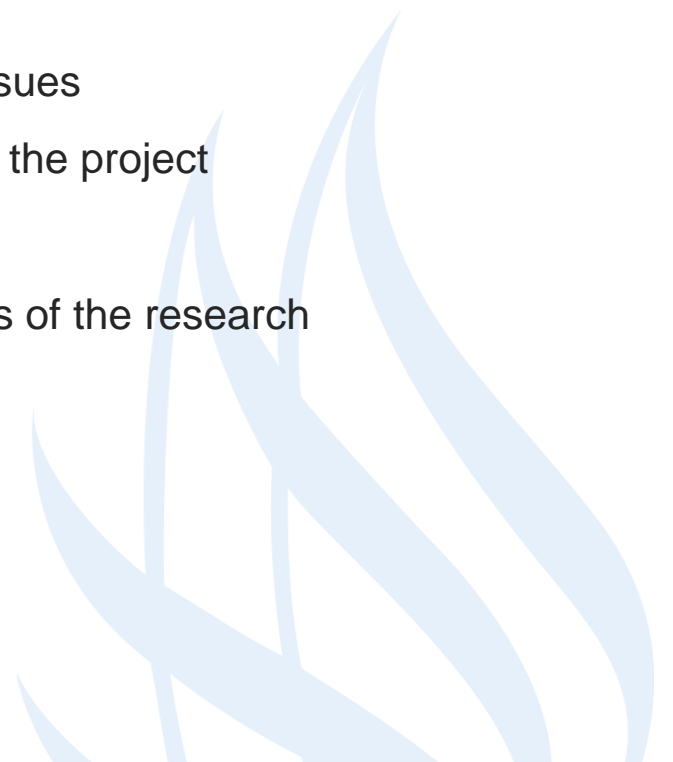 sues
the project
s of the research